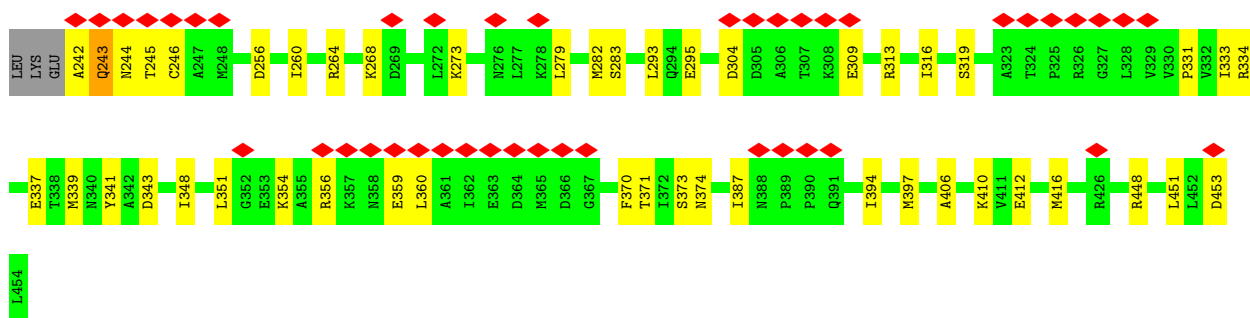 LEU LYS GLU A242 Q243 N244 T245 C246 A247 M248 D256 I260 R264 K268 D269 L272 K273 N276 L277 K278 L279 M282 S283 L293 Q294 E295 D304 D305 A306 T307 K308 E309 R313 I316 S319 A323 T324 P325 R326 G327 L328 V329 V330 P331 V332 I333 R334
E337 T338 M339 N340 Y341 A342 D343 I348 L351 G352 E353 K354 A355 R356 K357 N358 E359 L360 A361 I362 E363 D364 M365 D366 G367 F370 T371 I372 S373 N374 I387 N388 P389 P390 Q391 I394 M397 A406 K410 V411 E412 M416 R426 R448 L451 L452 D453
L454